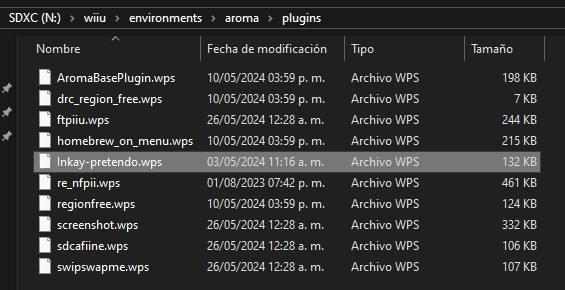 SDXC (N:) > wiiu > environments > aroma > plugins
Nombre Fecha de modificación Tipo Tamaño
AromaBasePlugin.wps 10/05/2024 03:59 p. m. Archivo WPS 198 KB
drc_region_free.wps 10/05/2024 03:59 p. m. Archivo WPS 7 KB
ftpiiu.wps 26/05/2024 12:28 a. m. Archivo WPS 244 KB
homebrew_on_menu.wps 10/05/2024 03:59 p. m. Archivo WPS 215 KB
Inkay-pretendo.wps 03/05/2024 11:16 a. m. Archivo WPS 132 KB
re_nfpii.wps 01/08/2023 07:42 p. m. Archivo WPS 461 KB
regionfree.wps 10/05/2024 03:59 p. m. Archivo WPS 124 KB
screenshot.wps 26/05/2024 12:28 a. m. Archivo WPS 332 KB
sdcafiine.wps 26/05/2024 12:28 a. m. Archivo WPS 106 KB
swipswapme.wps 26/05/2024 12:28 a. m. Archivo WPS 107 KB